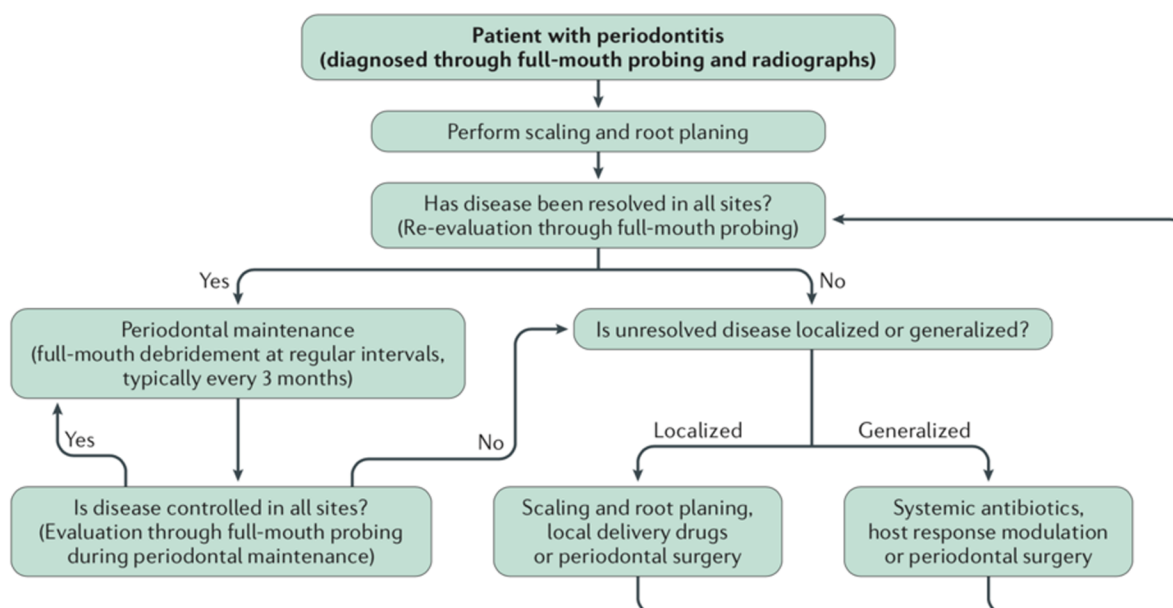 Patient with periodontitis
(diagnosed through full-mouth probing and radiographs)
Perform scaling and root planing
Has disease been resolved in all sites?
(Re-evaluation through full-mouth probing)
Yes
No
Periodontal maintenance
(full-mouth debridement at regular intervals,
typically every 3 months)
Is unresolved disease localized or generalized?
Yes
No
Localized
Generalized
Is disease controlled in all sites?
(Evaluation through full-mouth probing
during periodontal maintenance)
Scaling and root planing,
local delivery drugs
or periodontal surgery
Systemic antibiotics,
host response modulation
or periodontal surgery